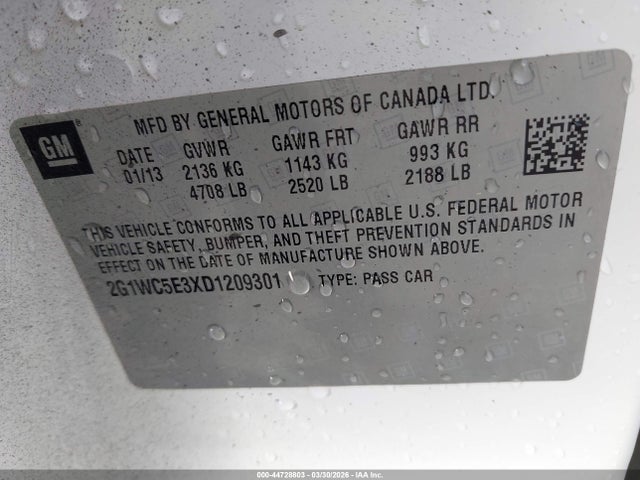 MFD BY GENERAL MOTORS OF CANADA LTD.
GM ®
DATE GVWR GAWR FRT GAWR RR
01/13 2136 KG 1143 KG 993 KG
4708 LB 2520 LB 2188 LB
THIS VEHICLE CONFORMS TO ALL APPLICABLE U.S. FEDERAL MOTOR
VEHICLE SAFETY, BUMPER, AND THEFT PREVENTION STANDARDS IN
EFFECT ON THE DATE OF MANUFACTURE SHOWN ABOVE.
2G1WC5E3XD1209301 TYPE: PASS CAR
000-44728803 | 03/30/2026 - IAA Inc.